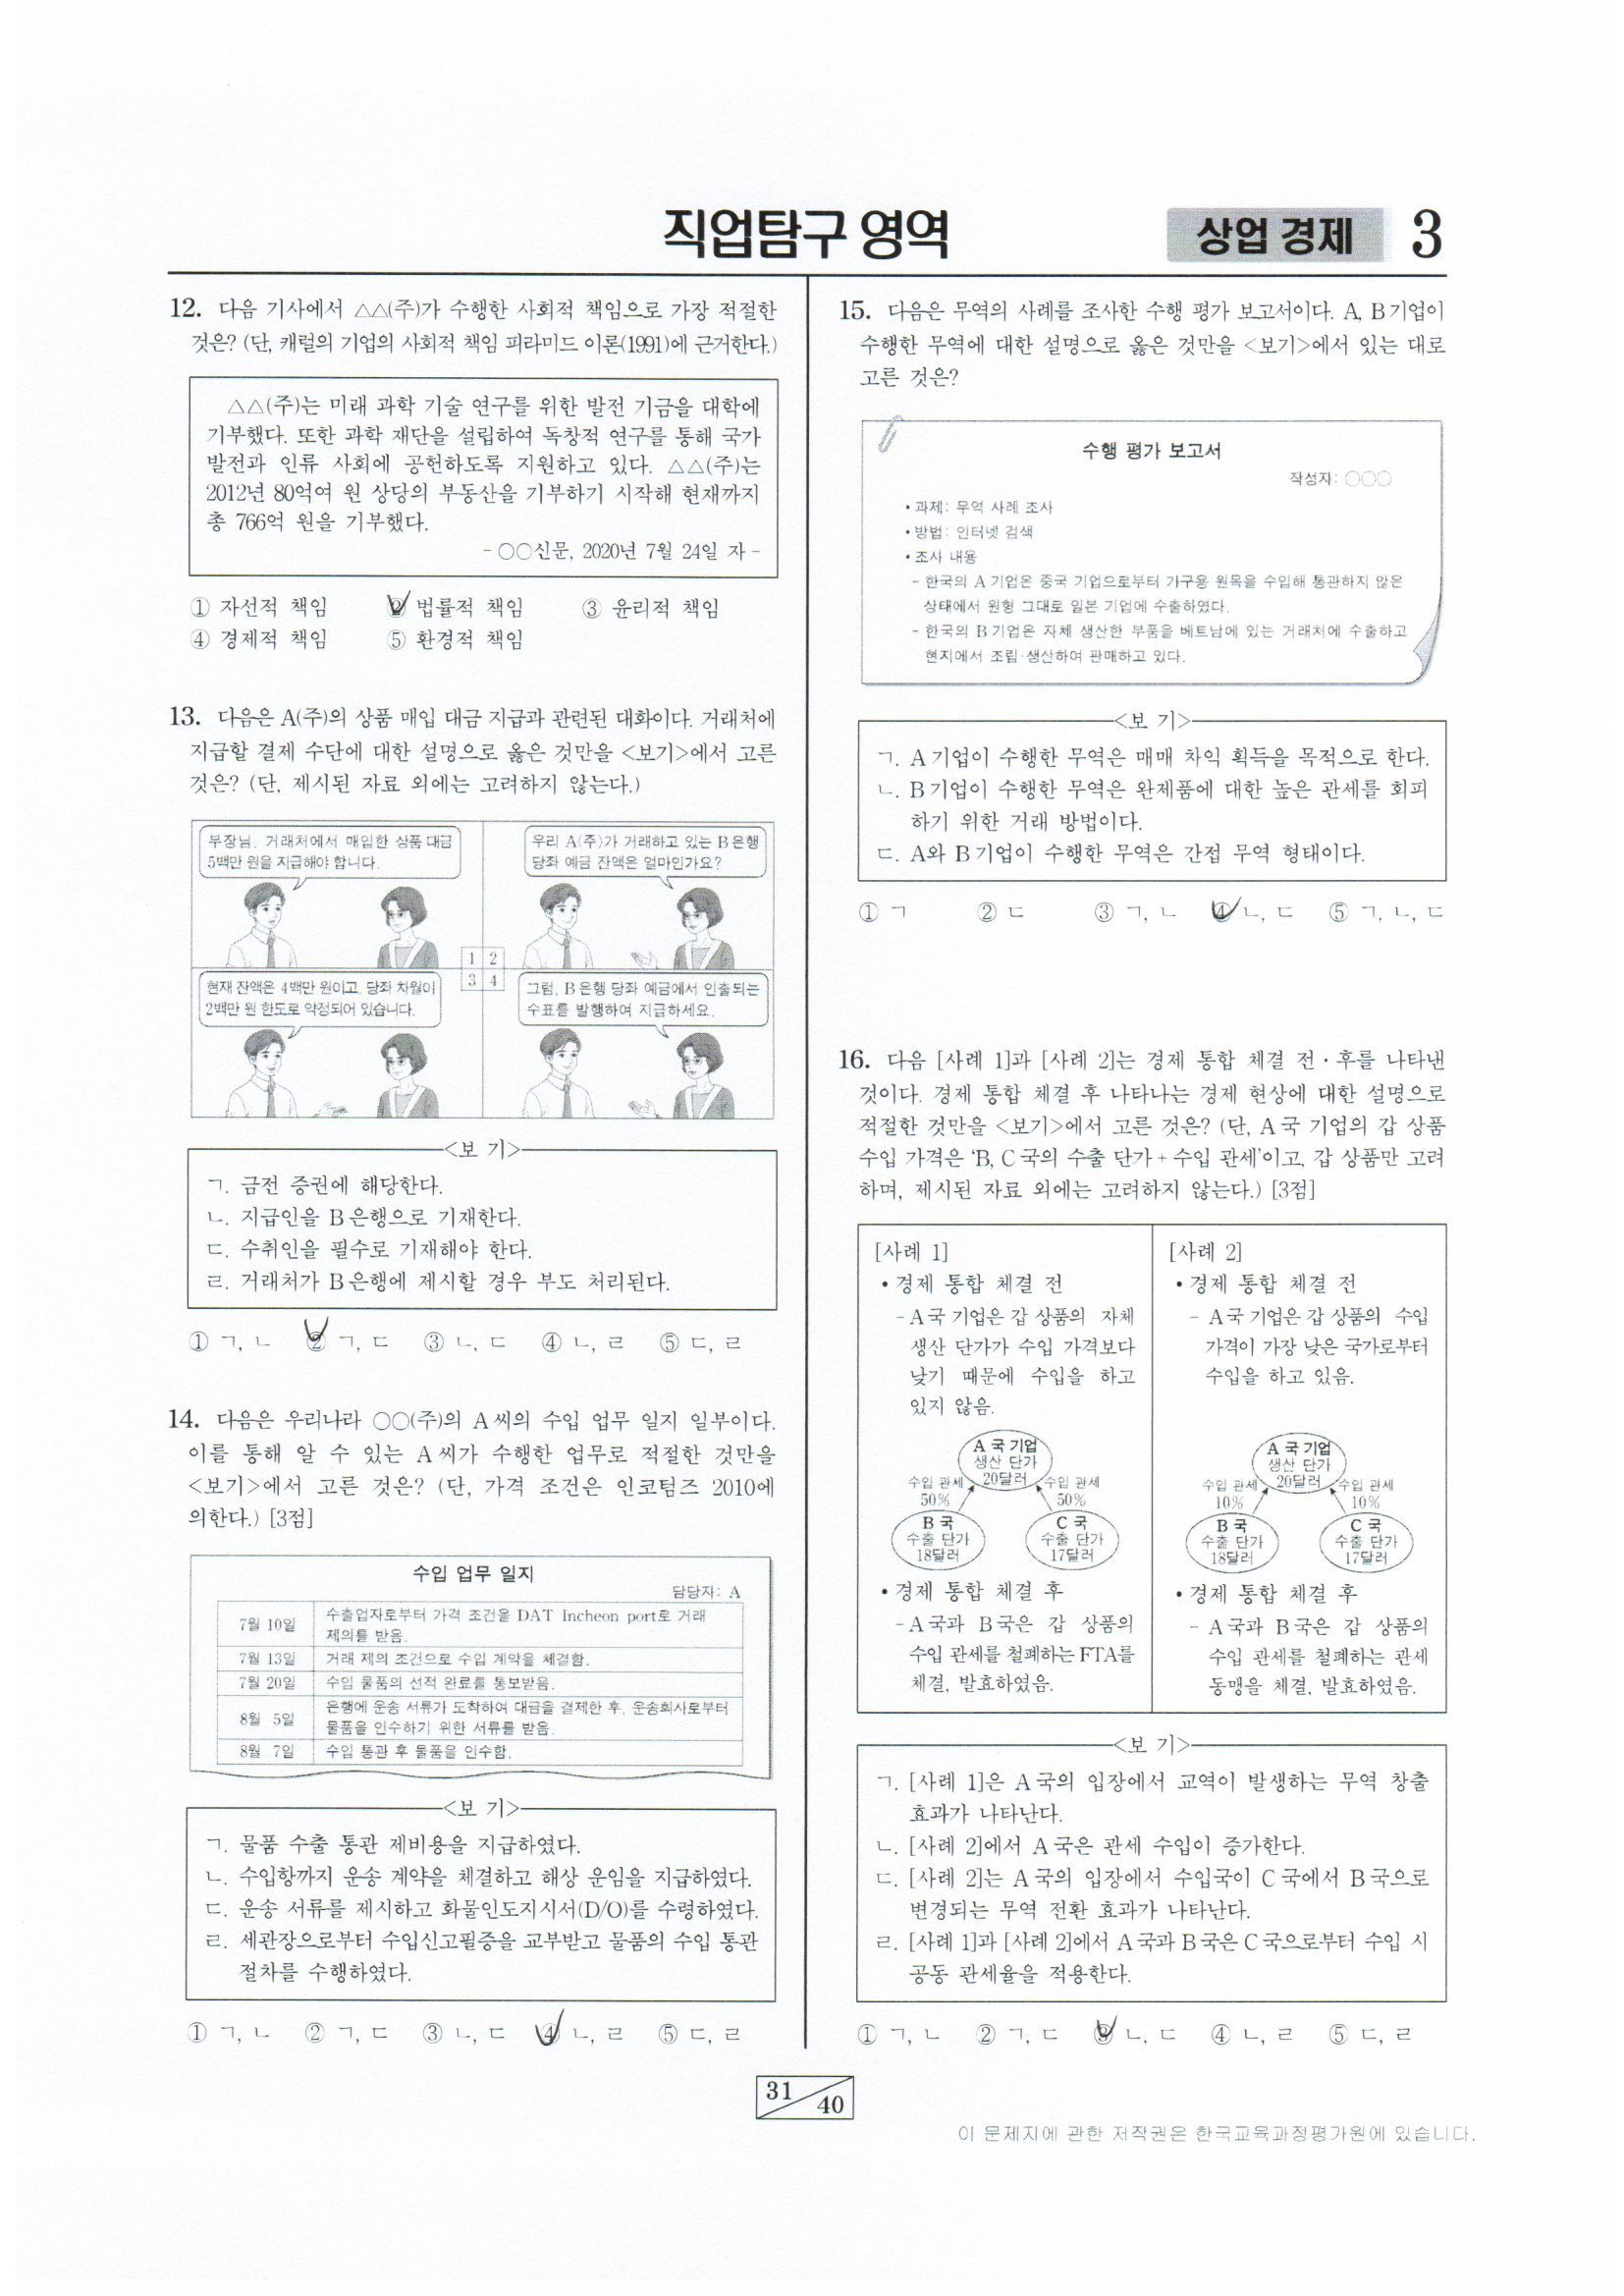 직업탐구 영역
상업 경제
3
12. 다음 기사에서 △△(주)가 수행한 사회적 책임으로 가장 적절한
것은? (단, 캐럴의 기업의 사회적 책임 피라미드 이론(1991)에 근거한다.)
△△(주)는 미래 과학 기술 연구를 위한 발전 기금을 대학에
기부했다. 또한 과학 재단을 설립하여 독창적 연구를 통해 국가
발전과 인류 사회에 공헌하도록 지원하고 있다. △△(주)는
2012년 80억여 원 상당의 부동산을 기부하기 시작해 현재까지
총 766억 원을 기부했다.
- ○○신문, 2020년 7월 24일 자 -
① 자선적 책임 ② 법률적 책임 ③ 윤리적 책임
④ 경제적 책임 ⑤ 환경적 책임
13. 다음은 A(주)의 상품 매입 대금 지급과 관련된 대화이다. 거래처에
지급할 결제 수단에 대한 설명으로 옳은 것만을 <보기>에서 고른
것은? (단, 제시된 자료 외에는 고려하지 않는다.)
부장님, 거래처에서 매입한 상품 대금
5백만 원을 지급해야 합니다.
우리 A(주)가 거래하고 있는 B은행
당좌 예금 잔액은 얼마인가요?
1 2
3 4
현재 잔액은 4백만 원이고, 당좌 차월이
2백만 원 한도로 약정되어 있습니다.
그럼, B은행 당좌 예금에서 인출되는
수표를 발행하여 지급하세요.
<보 기>
ㄱ. 금전 증권에 해당한다.
ㄴ. 지급인을 B은행으로 기재한다.
ㄷ. 수취인을 필수로 기재해야 한다.
ㄹ. 거래처가 B은행에 제시할 경우 부도 처리된다.
① ㄱ, ㄴ ② ㄱ, ㄷ ③ ㄴ, ㄷ ④ ㄴ, ㄹ ⑤ ㄷ, ㄹ
14. 다음은 우리나라 ○○(주)의 A씨의 수입 업무 일지 일부이다.
이를 통해 알 수 있는 A씨가 수행한 업무로 적절한 것만을
<보기>에서 고른 것은? (단, 가격 조건은 인코텀즈 2010에
의한다.) [3점]
수입 업무 일지
담당자: A
7월 10일 수출업자로부터 가격 조건을 DAT Incheon port로 거래
제의를 받음.
7월 13일 거래 제의 조건으로 수입 계약을 체결함.
7월 20일 수입 물품의 선적 완료를 통보받음.
8월 5일 은행에 운송 서류가 도착하여 대금을 결제한 후, 운송회사로부터
물품을 인수하기 위한 서류를 받음.
8월 7일 수입 통관 후 물품을 인수함.
<보 기>
ㄱ. 물품 수출 통관 제비용을 지급하였다.
ㄴ. 수입항까지 운송 계약을 체결하고 해상 운임을 지급하였다.
ㄷ. 운송 서류를 제시하고 화물인도지시서(D/O)를 수령하였다.
ㄹ. 세관장으로부터 수입신고필증을 교부받고 물품의 수입 통관
절차를 수행하였다.
① ㄱ, ㄴ ② ㄱ, ㄷ ③ ㄴ, ㄷ ④ ㄴ, ㄹ ⑤ ㄷ, ㄹ
15. 다음은 무역의 사례를 조사한 수행 평가 보고서이다. A, B기업이
수행한 무역에 대한 설명으로 옳은 것만을 <보기>에서 있는 대로
고른 것은?
수행 평가 보고서
작성자: ○○○
• 과제: 무역 사례 조사
• 방법: 인터넷 검색
• 조사 내용
- 한국의 A기업은 중국 기업으로부터 가구용 원목을 수입해 통관하지 않은
상태에서 원형 그대로 일본 기업에 수출하였다.
- 한국의 B기업은 자체 생산한 부품을 베트남에 있는 거래처에 수출하고
현지에서 조립·생산하여 판매하고 있다.
<보 기>
ㄱ. A기업이 수행한 무역은 매매 차익 획득을 목적으로 한다.
ㄴ. B기업이 수행한 무역은 완제품에 대한 높은 관세를 회피
하기 위한 거래 방법이다.
ㄷ. A와 B기업이 수행한 무역은 간접 무역 형태이다.
① ㄱ ② ㄷ ③ ㄱ, ㄴ ④ ㄴ, ㄷ ⑤ ㄱ, ㄴ, ㄷ
16. 다음 [사례 1]과 [사례 2]는 경제 통합 체결 전·후를 나타낸
것이다. 경제 통합 체결 후 나타나는 경제 현상에 대한 설명으로
적절한 것만을 <보기>에서 고른 것은? (단, A국 기업의 갑 상품
수입 가격은 ‘B, C국의 수출 단가 + 수입 관세’이고, 갑 상품만 고려
하며, 제시된 자료 외에는 고려하지 않는다.) [3점]
[사례 1]
• 경제 통합 체결 전
- A국 기업은 갑 상품의 자체
생산 단가가 수입 가격보다
낮기 때문에 수입을 하고
있지 않음.
A국 기업
생산 단가
20달러
수입 관세
50%
수입 관세
50%
B국
수출 단가
18달러
C국
수출 단가
17달러
• 경제 통합 체결 후
- A국과 B국은 갑 상품의
수입 관세를 철폐하는 FTA를
체결, 발효하였음.
[사례 2]
• 경제 통합 체결 전
- A국 기업은 갑 상품의 수입
가격이 가장 낮은 국가로부터
수입을 하고 있음.
A국 기업
생산 단가
20달러
수입 관세
10%
수입 관세
10%
B국
수출 단가
18달러
C국
수출 단가
17달러
• 경제 통합 체결 후
- A국과 B국은 갑 상품의
수입 관세를 철폐하는 관세
동맹을 체결, 발효하였음.
<보 기>
ㄱ. [사례 1]은 A국의 입장에서 교역이 발생하는 무역 창출
효과가 나타난다.
ㄴ. [사례 2]에서 A국은 관세 수입이 증가한다.
ㄷ. [사례 2]는 A국의 입장에서 수입국이 C국에서 B국으로
변경되는 무역 전환 효과가 나타난다.
ㄹ. [사례 1]과 [사례 2]에서 A국과 B국은 C국으로부터 수입 시
공동 관세율을 적용한다.
① ㄱ, ㄴ ② ㄱ, ㄷ ③ ㄴ, ㄷ ④ ㄴ, ㄹ ⑤ ㄷ, ㄹ
31
40
이 문제지에 관한 저작권은 한국교육과정평가원에 있습니다.